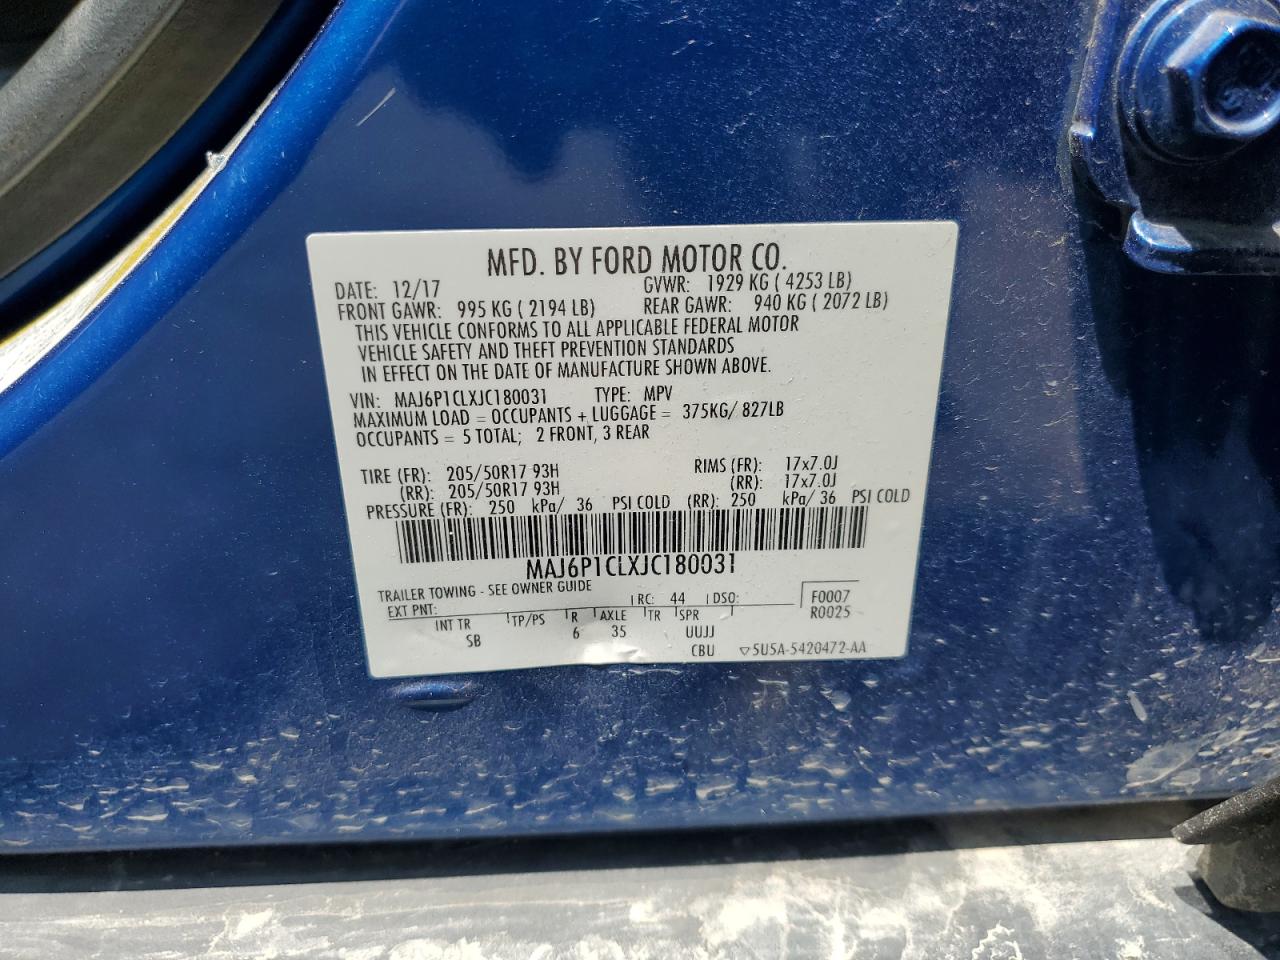 MFD. BY FORD MOTOR CO.
DATE: 12/17 GVWR: 1929 KG ( 4253 LB)
FRONT GAWR: 995 KG ( 2194 LB) REAR GAWR: 940 KG ( 2072 LB)
THIS VEHICLE CONFORMS TO ALL APPLICABLE FEDERAL MOTOR
VEHICLE SAFETY AND THEFT PREVENTION STANDARDS
IN EFFECT ON THE DATE OF MANUFACTURE SHOWN ABOVE.
VIN: MAJ6P1CLXJC180031 TYPE: MPV
MAXIMUM LOAD = OCCUPANTS + LUGGAGE = 375KG/ 827LB
OCCUPANTS = 5 TOTAL; 2 FRONT, 3 REAR
TIRE (FR): 205/50R17 93H RIMS (FR): 17x7.0J
(RR): 205/50R17 93H (RR): 17x7.0J
PRESSURE (FR): 250 kPa/ 36 PSI COLD (RR): 250 kPa/ 36 PSI COLD
MAJ6P1CLXJC180031
TRAILER TOWING - SEE OWNER GUIDE
EXT PNT: RC: 44 DSO: F0007
R0025
INT TR TP/PS R AXLE TR SPR
SB 6 35 UUJJ
CBU ▽5U5A-5420472-AA